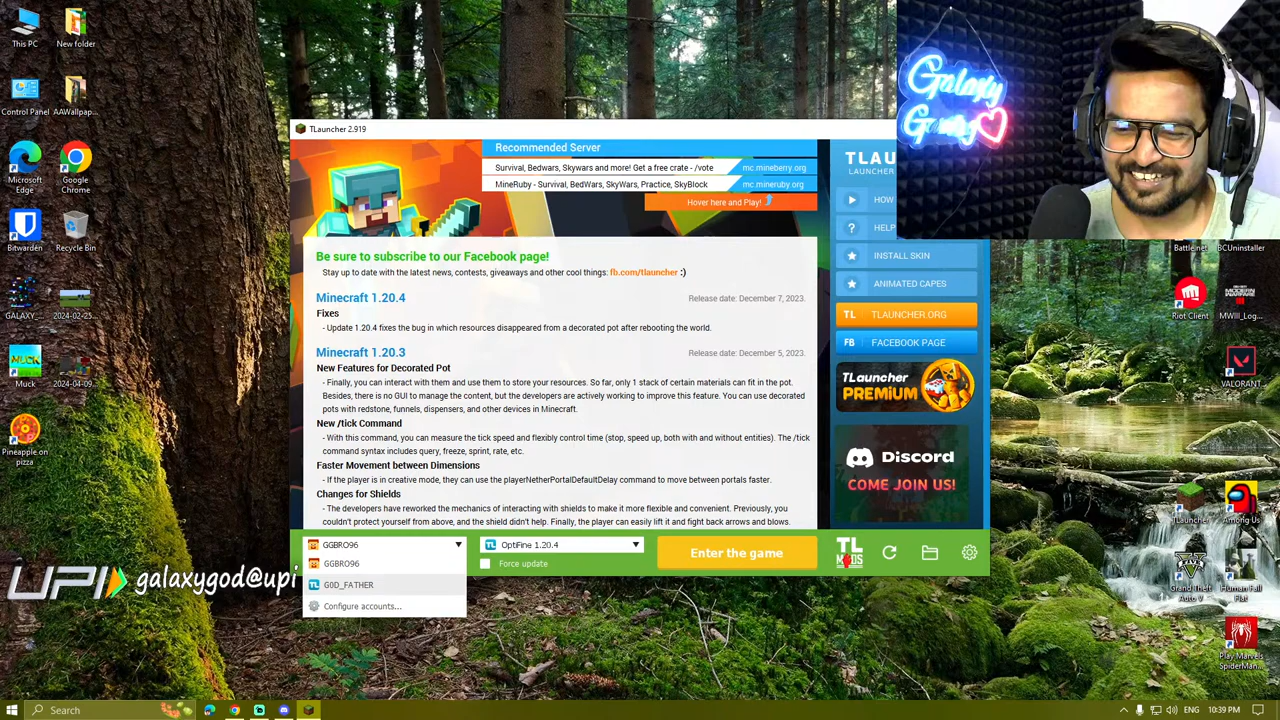 This PC
New folder
Control Panel
AAWallpap...
Microsoft Edge
Google Chrome
Bitwarden
Recycle Bin
GALAXY_...
2024-02-25...
Muck
2024-04-09...
Pineapple on pizza
TLauncher 2.919
Recommended Server
Survival, Bedwars, Skywars and more! Get a free crate - /vote
mc.mineberry.org
MineRuby - Survival, BedWars, SkyWars, Practice, SkyBlock
mc.mineruby.org
Hover here and Play!
Be sure to subscribe to our Facebook page!
Stay up to date with the latest news, contests, giveaways and other cool things: fb.com/tlauncher :)
Minecraft 1.20.4
Release date: December 7, 2023.
Fixes
- Update 1.20.4 fixes the bug in which resources disappeared from a decorated pot after rebooting the world.
Minecraft 1.20.3
Release date: December 5, 2023.
New Features for Decorated Pot
- Finally, you can interact with them and use them to store your resources. So far, only 1 stack of certain materials can fit in the pot.
Besides, there is no GUI to manage the content, but the developers are actively working to improve this feature. You can use decorated
pots with redstone, funnels, dispensers, and other devices in Minecraft.
New /tick Command
- With this command, you can measure the tick speed and flexibly control time (stop, speed up, both with and without entities). The /tick
command syntax includes query, freeze, sprint, rate, etc.
Faster Movement between Dimensions
- If the player is in creative mode, they can use the playerNetherPortalDefaultDelay command to move between portals faster.
Changes for Shields
- The developers have reworked the mechanics of interacting with shields to make it more flexible and convenient. Previously, you
couldn't protect yourself from above, and the shield didn't help. Finally, the player can easily lift it and fight back arrows and blows.
TLAU
LAUNCHER
HOW
HELP
INSTALL SKIN
ANIMATED CAPES
TL TLAUNCHER.ORG
FB FACEBOOK PAGE
TLauncher
PREMIUM
Discord
COME JOIN US!
GGBRO96
GGBRO96
TL G0D_FATHER
Configure accounts...
TL OptiFine 1.20.4
Force update
Enter the game
TL
MODS
UPI galaxygod@upi
Galaxy
Gaming
Battle.net
BCUninstaller
Riot Client
MWIII_Log...
VALORANT
TLauncher
Among Us
Grand Theft Auto V
Human Fall Flat
Play Marvels SpiderMan...
Search
ENG
10:39 PM